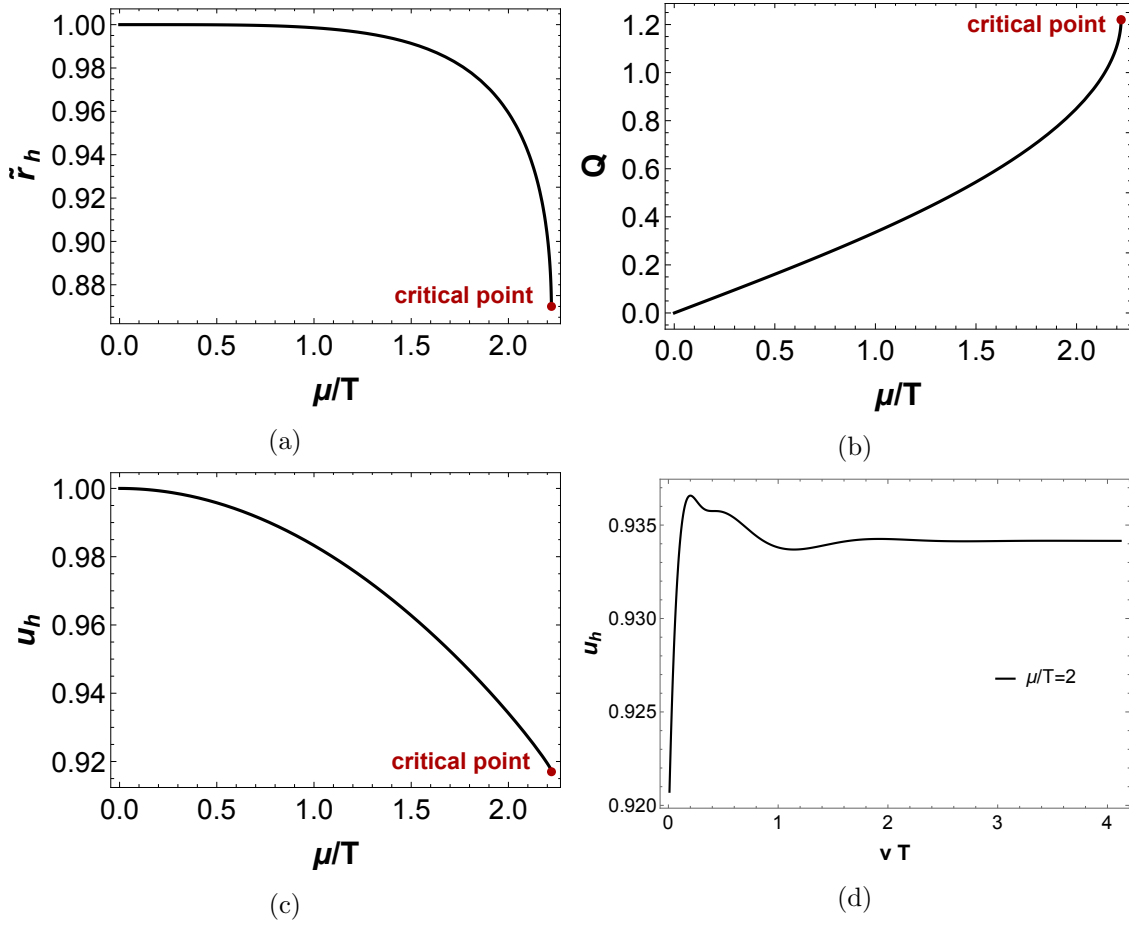 1.00
0.98
0.96
0.94
0.92
0.90
0.88
r̃h
critical point
0.0 0.5 1.0 1.5 2.0
μ/T
(a)
1.2
1.0
0.8
0.6
0.4
0.2
0.0
Q
critical point
0.0 0.5 1.0 1.5 2.0
μ/T
(b)
1.00
0.98
0.96
0.94
0.92
uh
critical point
0.0 0.5 1.0 1.5 2.0
μ/T
(c)
0.935
0.930
0.925
0.920
uh
μ/T=2
0 1 2 3 4
v T
(d)